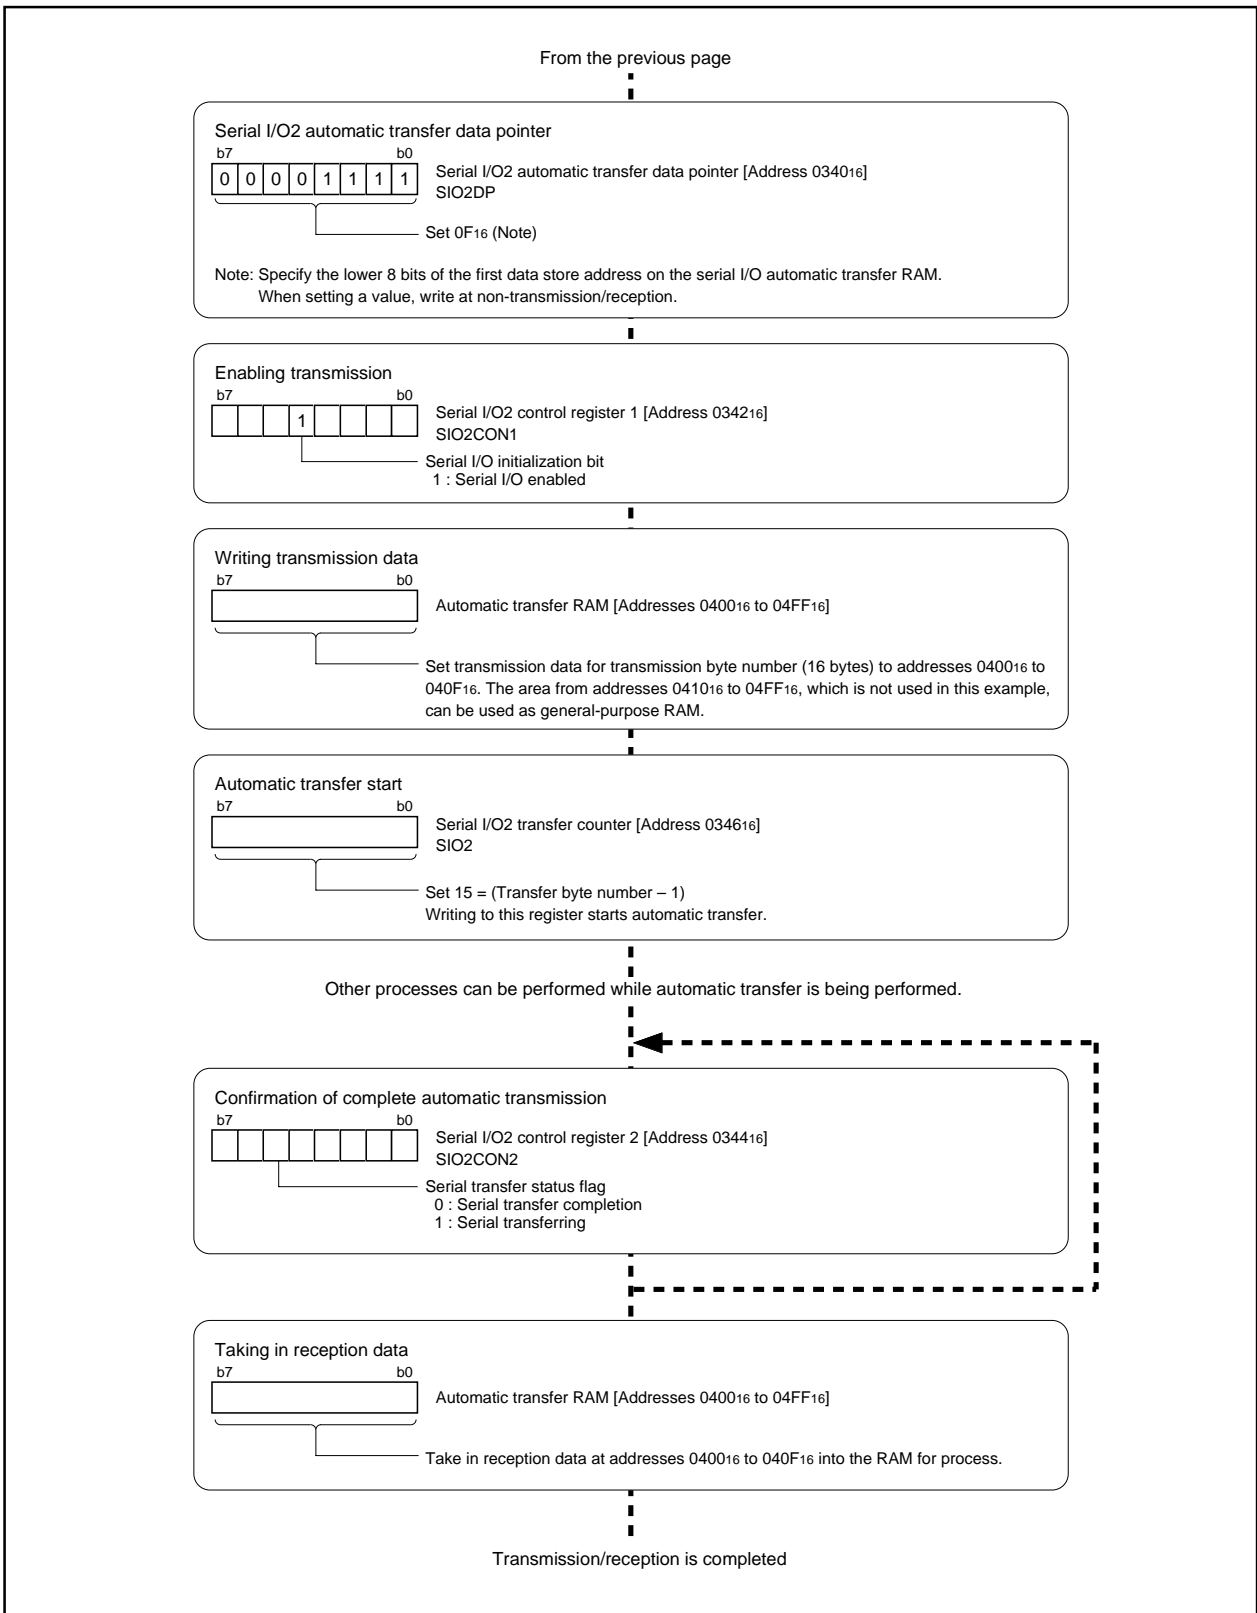 From the previous page
Serial I/O2 automatic transfer data pointer
b7 b0
0 0 0 0 1 1 1 1
Serial I/O2 automatic transfer data pointer [Address 034016]
SIO2DP
Set 0F16 (Note)
Note: Specify the lower 8 bits of the first data store address on the serial I/O automatic transfer RAM.
When setting a value, write at non-transmission/reception.
Enabling transmission
b7 b0
1
Serial I/O2 control register 1 [Address 034216]
SIO2CON1
Serial I/O initialization bit
1 : Serial I/O enabled
Writing transmission data
b7 b0
Automatic transfer RAM [Addresses 040016 to 04FF16]
Set transmission data for transmission byte number (16 bytes) to addresses 040016 to
040F16. The area from addresses 041016 to 04FF16, which is not used in this example,
can be used as general-purpose RAM.
Automatic transfer start
b7 b0
Serial I/O2 transfer counter [Address 034616]
SIO2
Set 15 = (Transfer byte number – 1)
Writing to this register starts automatic transfer.
Other processes can be performed while automatic transfer is being performed.
Confirmation of complete automatic transmission
b7 b0
Serial I/O2 control register 2 [Address 034416]
SIO2CON2
Serial transfer status flag
0 : Serial transfer completion
1 : Serial transferring
Taking in reception data
b7 b0
Automatic transfer RAM [Addresses 040016 to 04FF16]
Take in reception data at addresses 040016 to 040F16 into the RAM for process.
Transmission/reception is completed